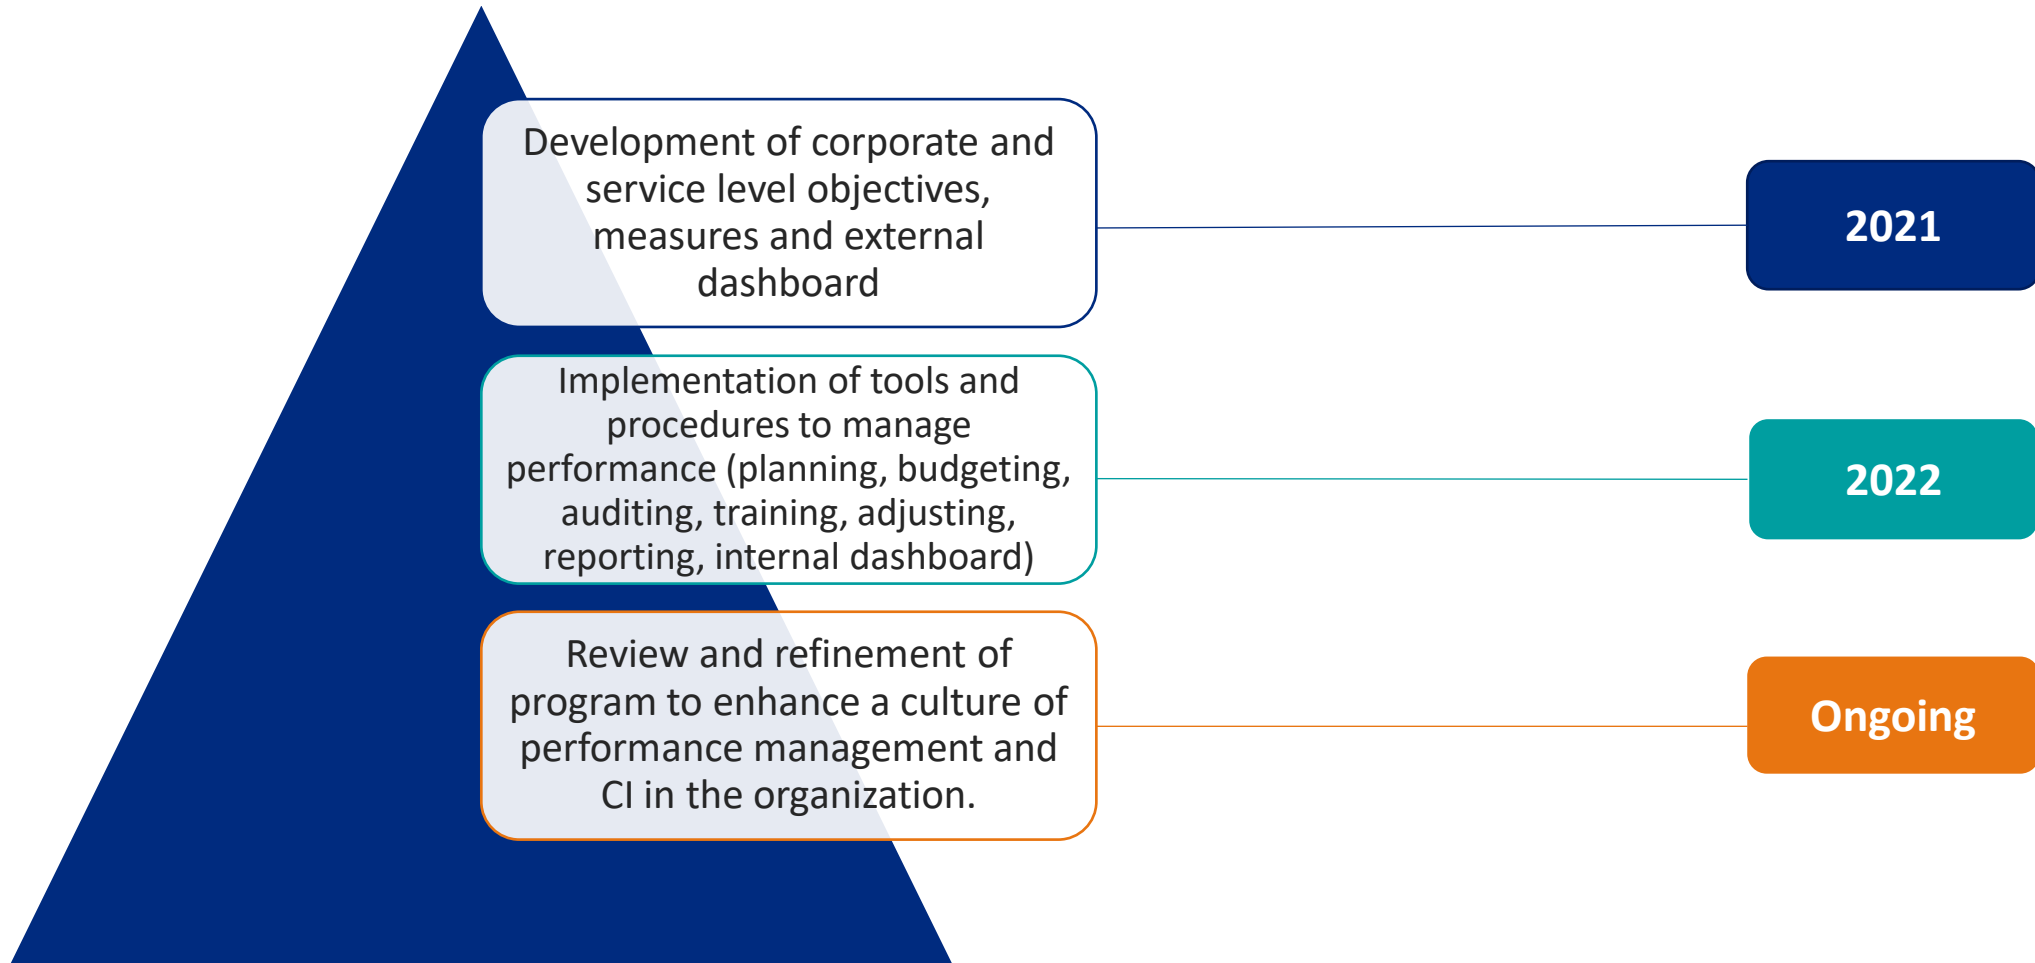 Development of corporate and
service level objectives,
measures and external
dashboard
2021
Implementation of tools and
procedures to manage
performance (planning, budgeting,
auditing, training, adjusting,
reporting, internal dashboard)
2022
Review and refinement of
program to enhance a culture of
performance management and
CI in the organization.
Ongoing